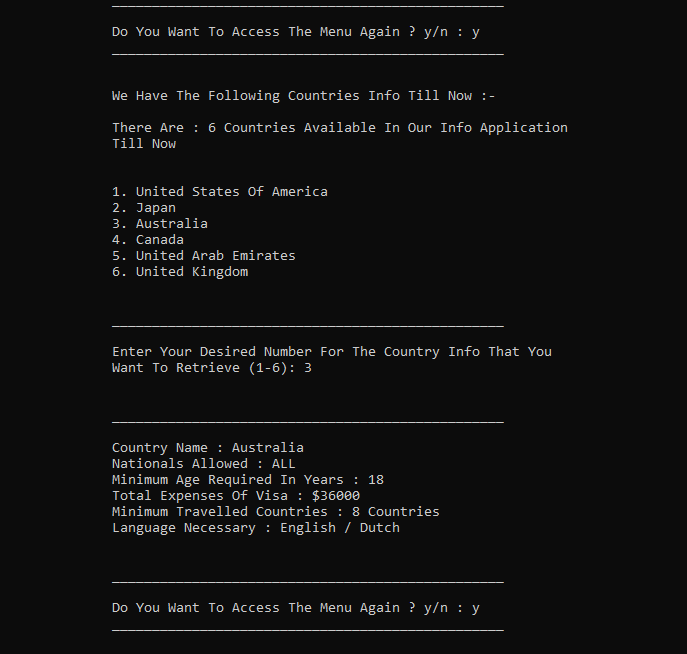 Do You Want To Access The Menu Again ? y/n : y
We Have The Following Countries Info Till Now :-
There Are : 6 Countries Available In Our Info Application
Till Now
1. United States Of America
2. Japan
3. Australia
4. Canada
5. United Arab Emirates
6. United Kingdom
Enter Your Desired Number For The Country Info That You
Want To Retrieve (1-6): 3
Country Name : Australia
Nationals Allowed : ALL
Minimum Age Required In Years : 18
Total Expenses Of Visa : $36000
Minimum Travelled Countries : 8 Countries
Language Necessary : English / Dutch
Do You Want To Access The Menu Again ? y/n : y